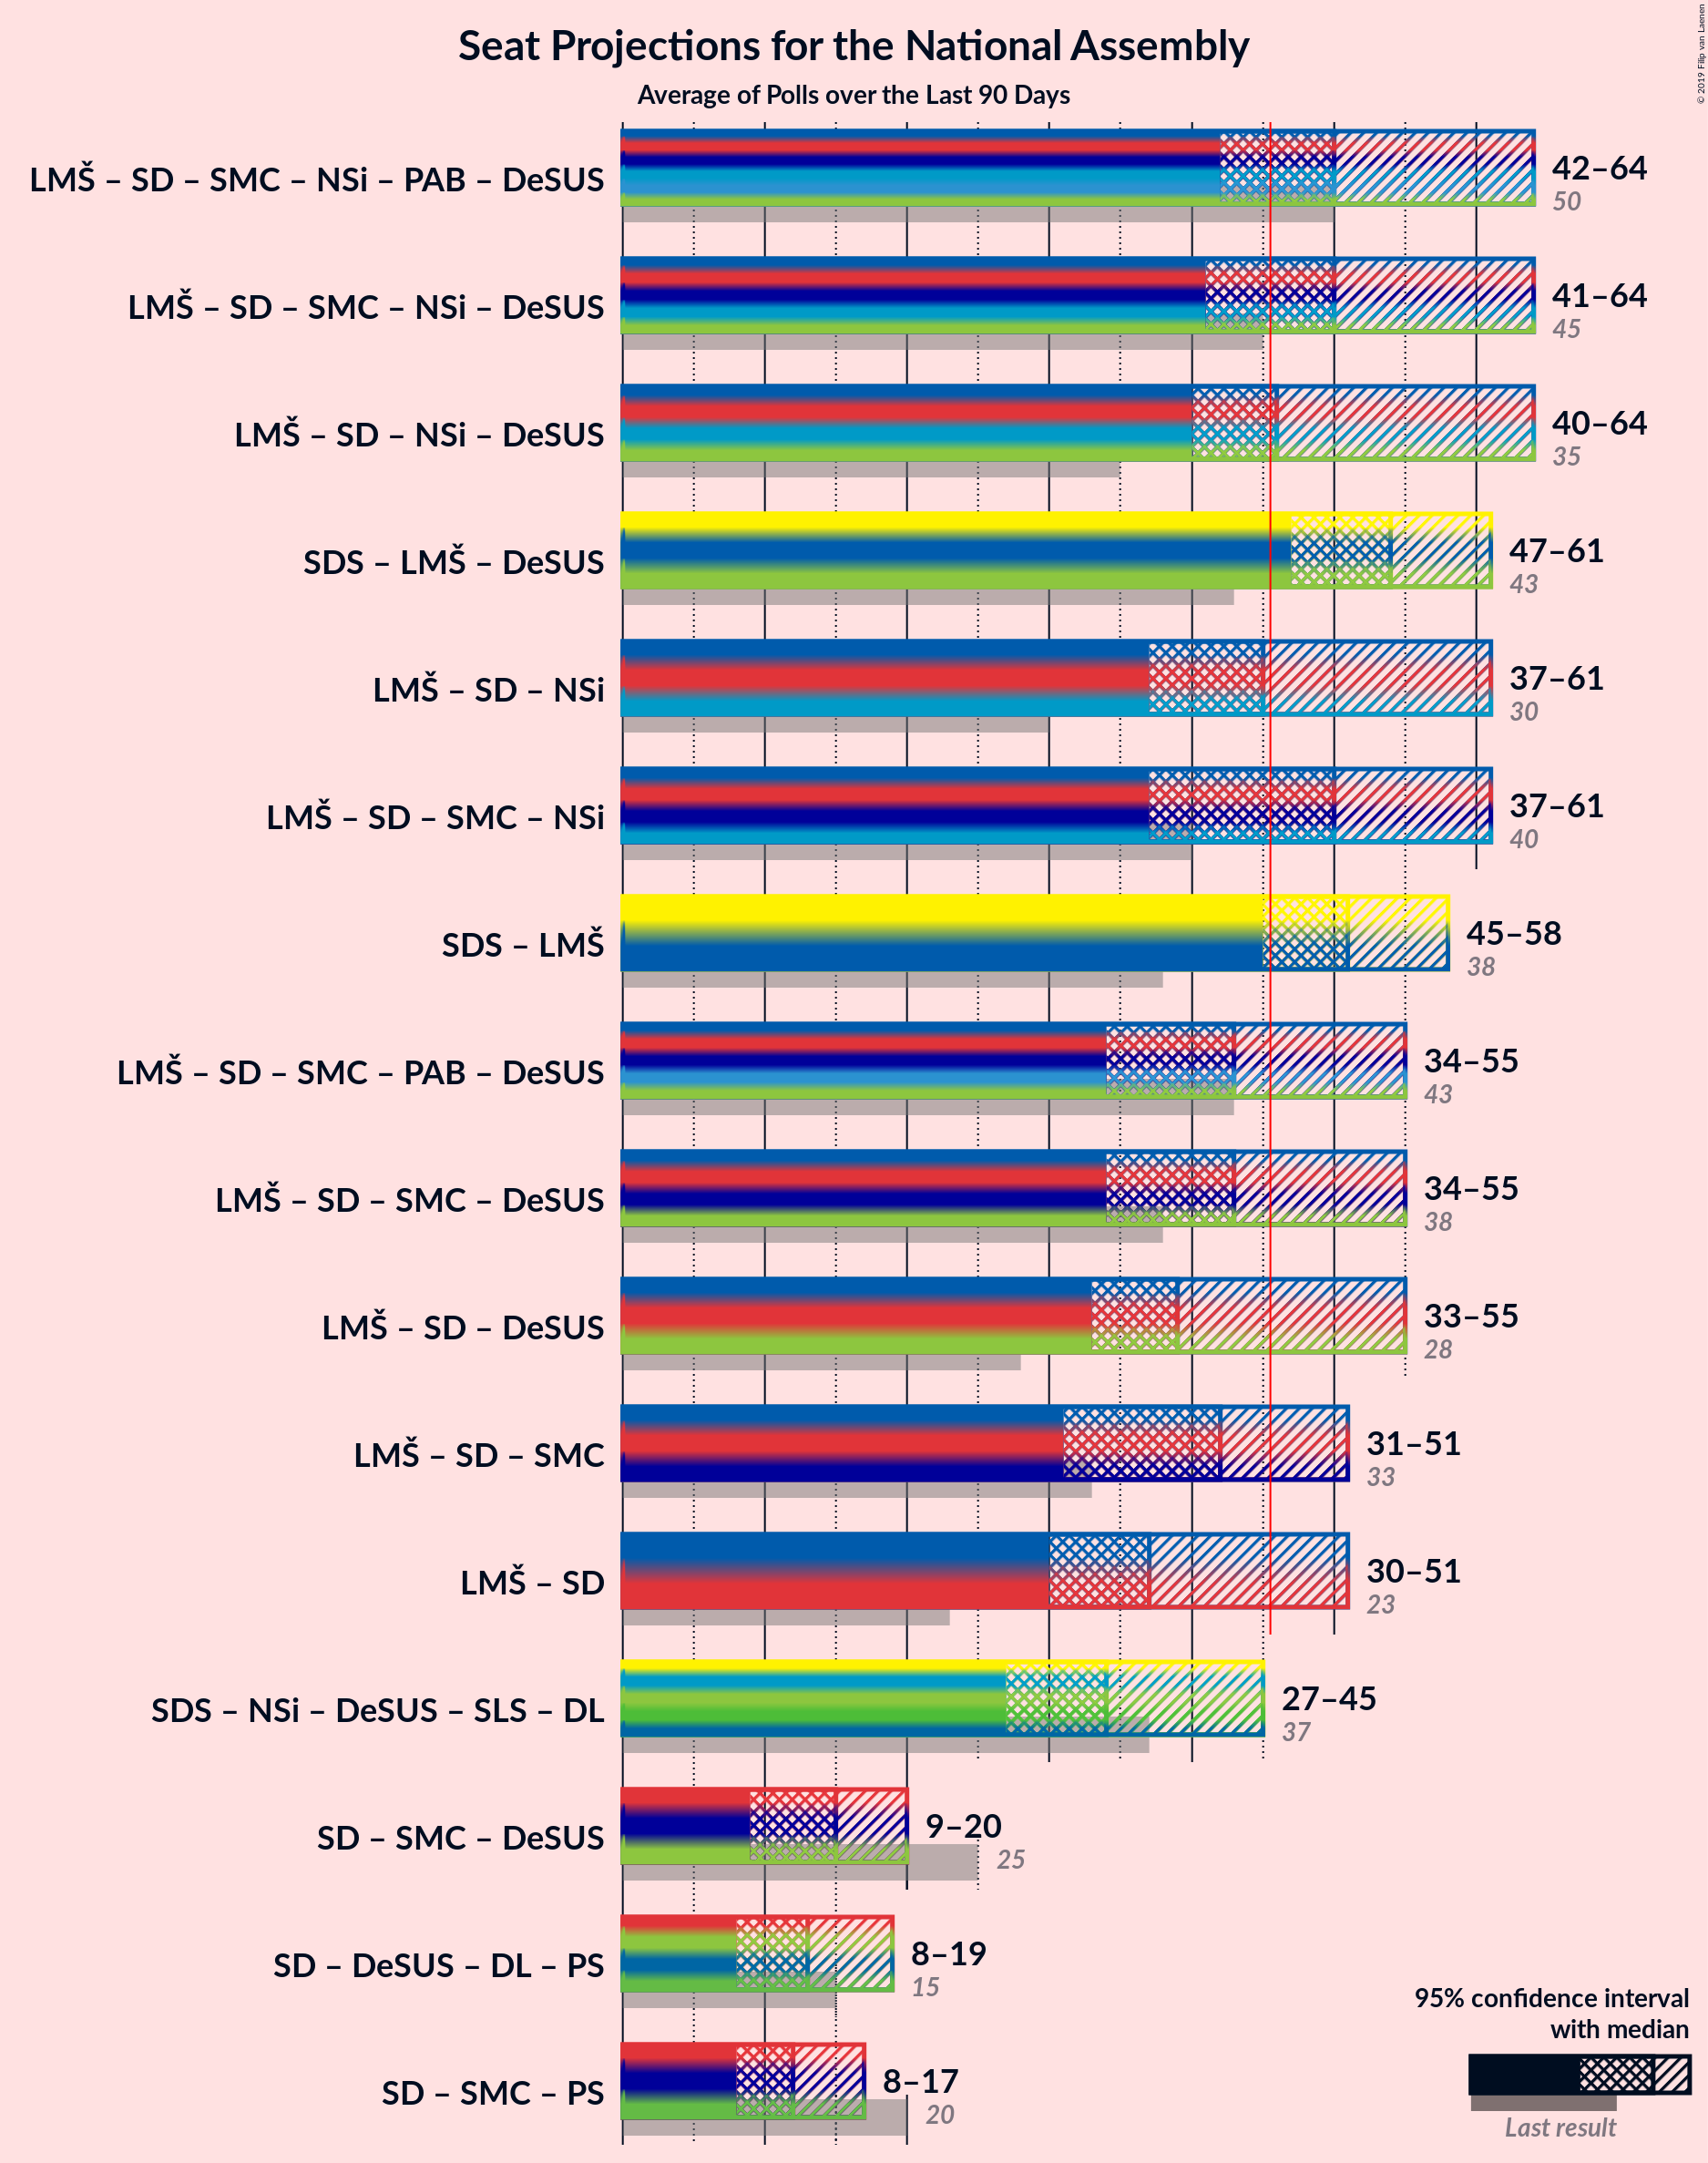 Seat Projections for the National Assembly
Average of Polls over the Last 90 Days
© 2019 Filip van Laenen
LMŠ – SD – SMC – NSi – PAB – DeSUS
42–64
50
LMŠ – SD – SMC – NSi – DeSUS
41–64
45
LMŠ – SD – NSi – DeSUS
40–64
35
SDS – LMŠ – DeSUS
47–61
43
LMŠ – SD – NSi
37–61
30
LMŠ – SD – SMC – NSi
37–61
40
SDS – LMŠ
45–58
38
LMŠ – SD – SMC – PAB – DeSUS
34–55
43
LMŠ – SD – SMC – DeSUS
34–55
38
LMŠ – SD – DeSUS
33–55
28
LMŠ – SD – SMC
31–51
33
LMŠ – SD
30–51
23
SDS – NSi – DeSUS – SLS – DL
27–45
37
SD – SMC – DeSUS
9–20
25
SD – DeSUS – DL – PS
8–19
15
SD – SMC – PS
8–17
20
95% confidence interval
with median
Last result